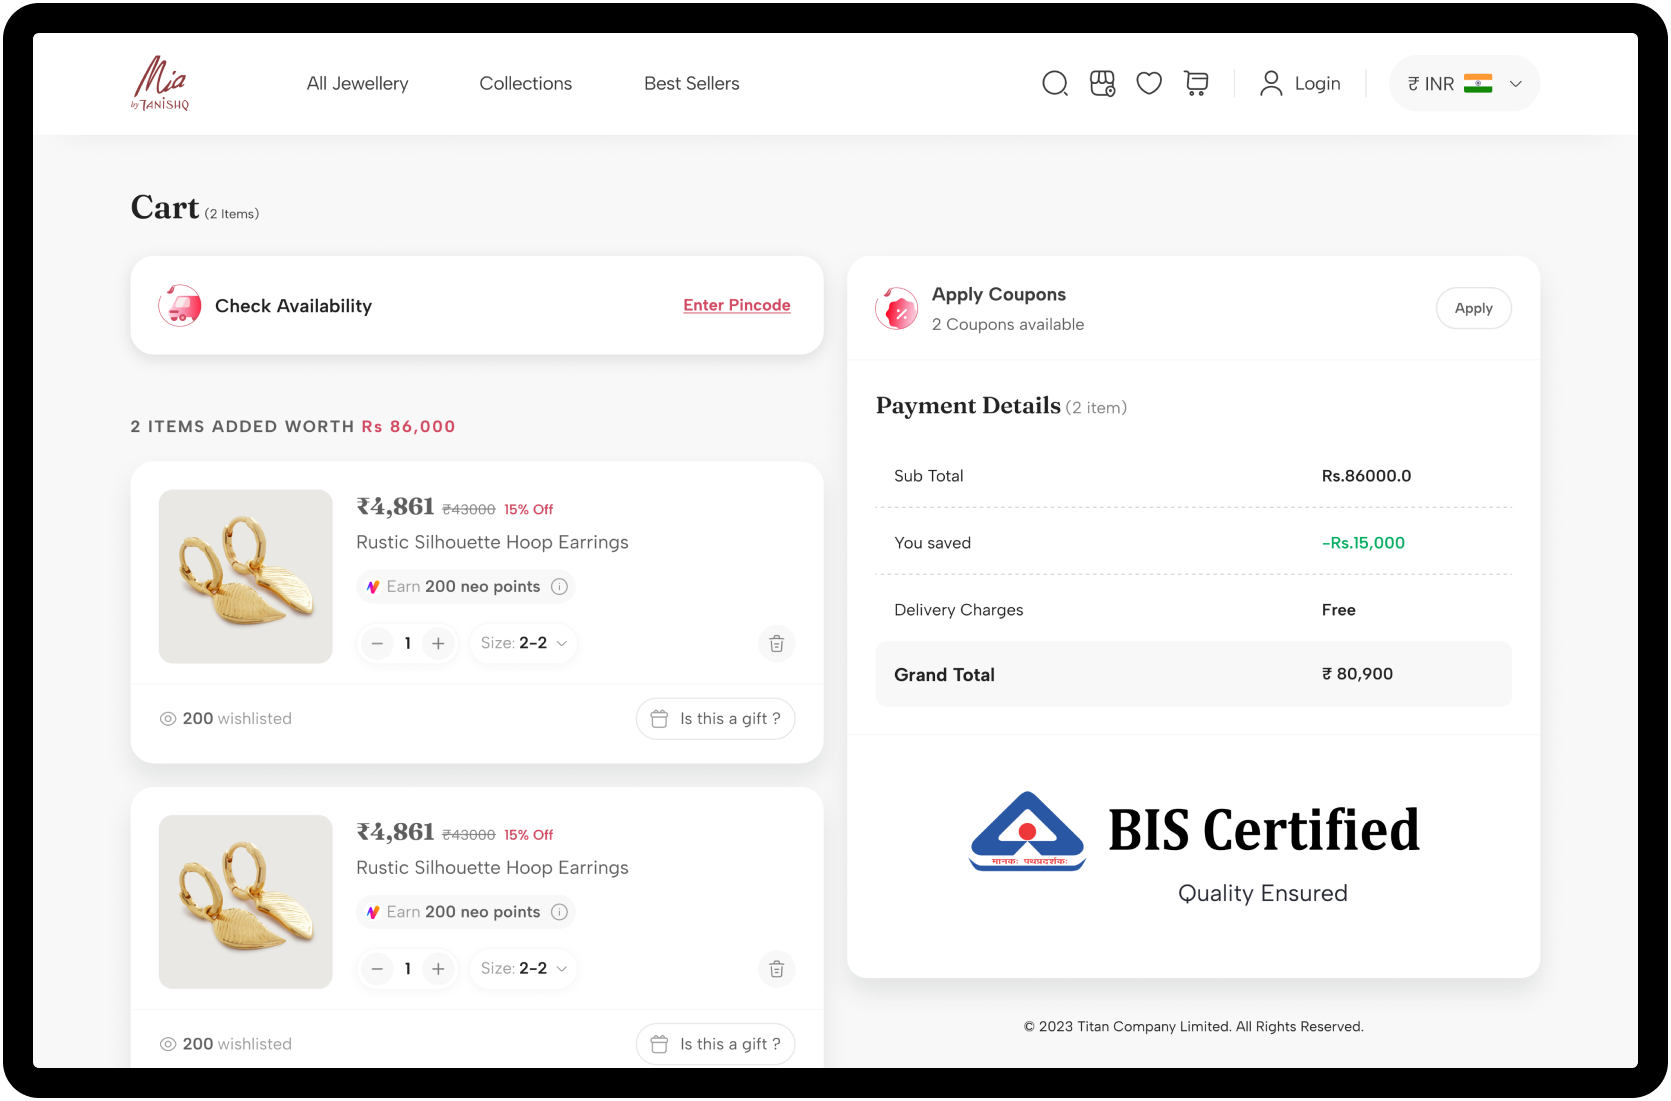 Mia
by TANISHQ
All Jewellery
Collections
Best Sellers
Login
₹ INR
Cart (2 Items)
Check Availability
Enter Pincode
2 ITEMS ADDED WORTH Rs 86,000
₹4,861 ₹43000 15% Off
Rustic Silhouette Hoop Earrings
Earn 200 neo points
1
Size: 2-2
200 wishlisted
Is this a gift ?
₹4,861 ₹43000 15% Off
Rustic Silhouette Hoop Earrings
Earn 200 neo points
1
Size: 2-2
200 wishlisted
Is this a gift ?
Apply Coupons
2 Coupons available
Apply
Payment Details (2 item)
Sub Total
Rs.86000.0
You saved
-Rs.15,000
Delivery Charges
Free
Grand Total
₹ 80,900
मानकः पथप्रदर्शकः
BIS Certified
Quality Ensured
© 2023 Titan Company Limited. All Rights Reserved.